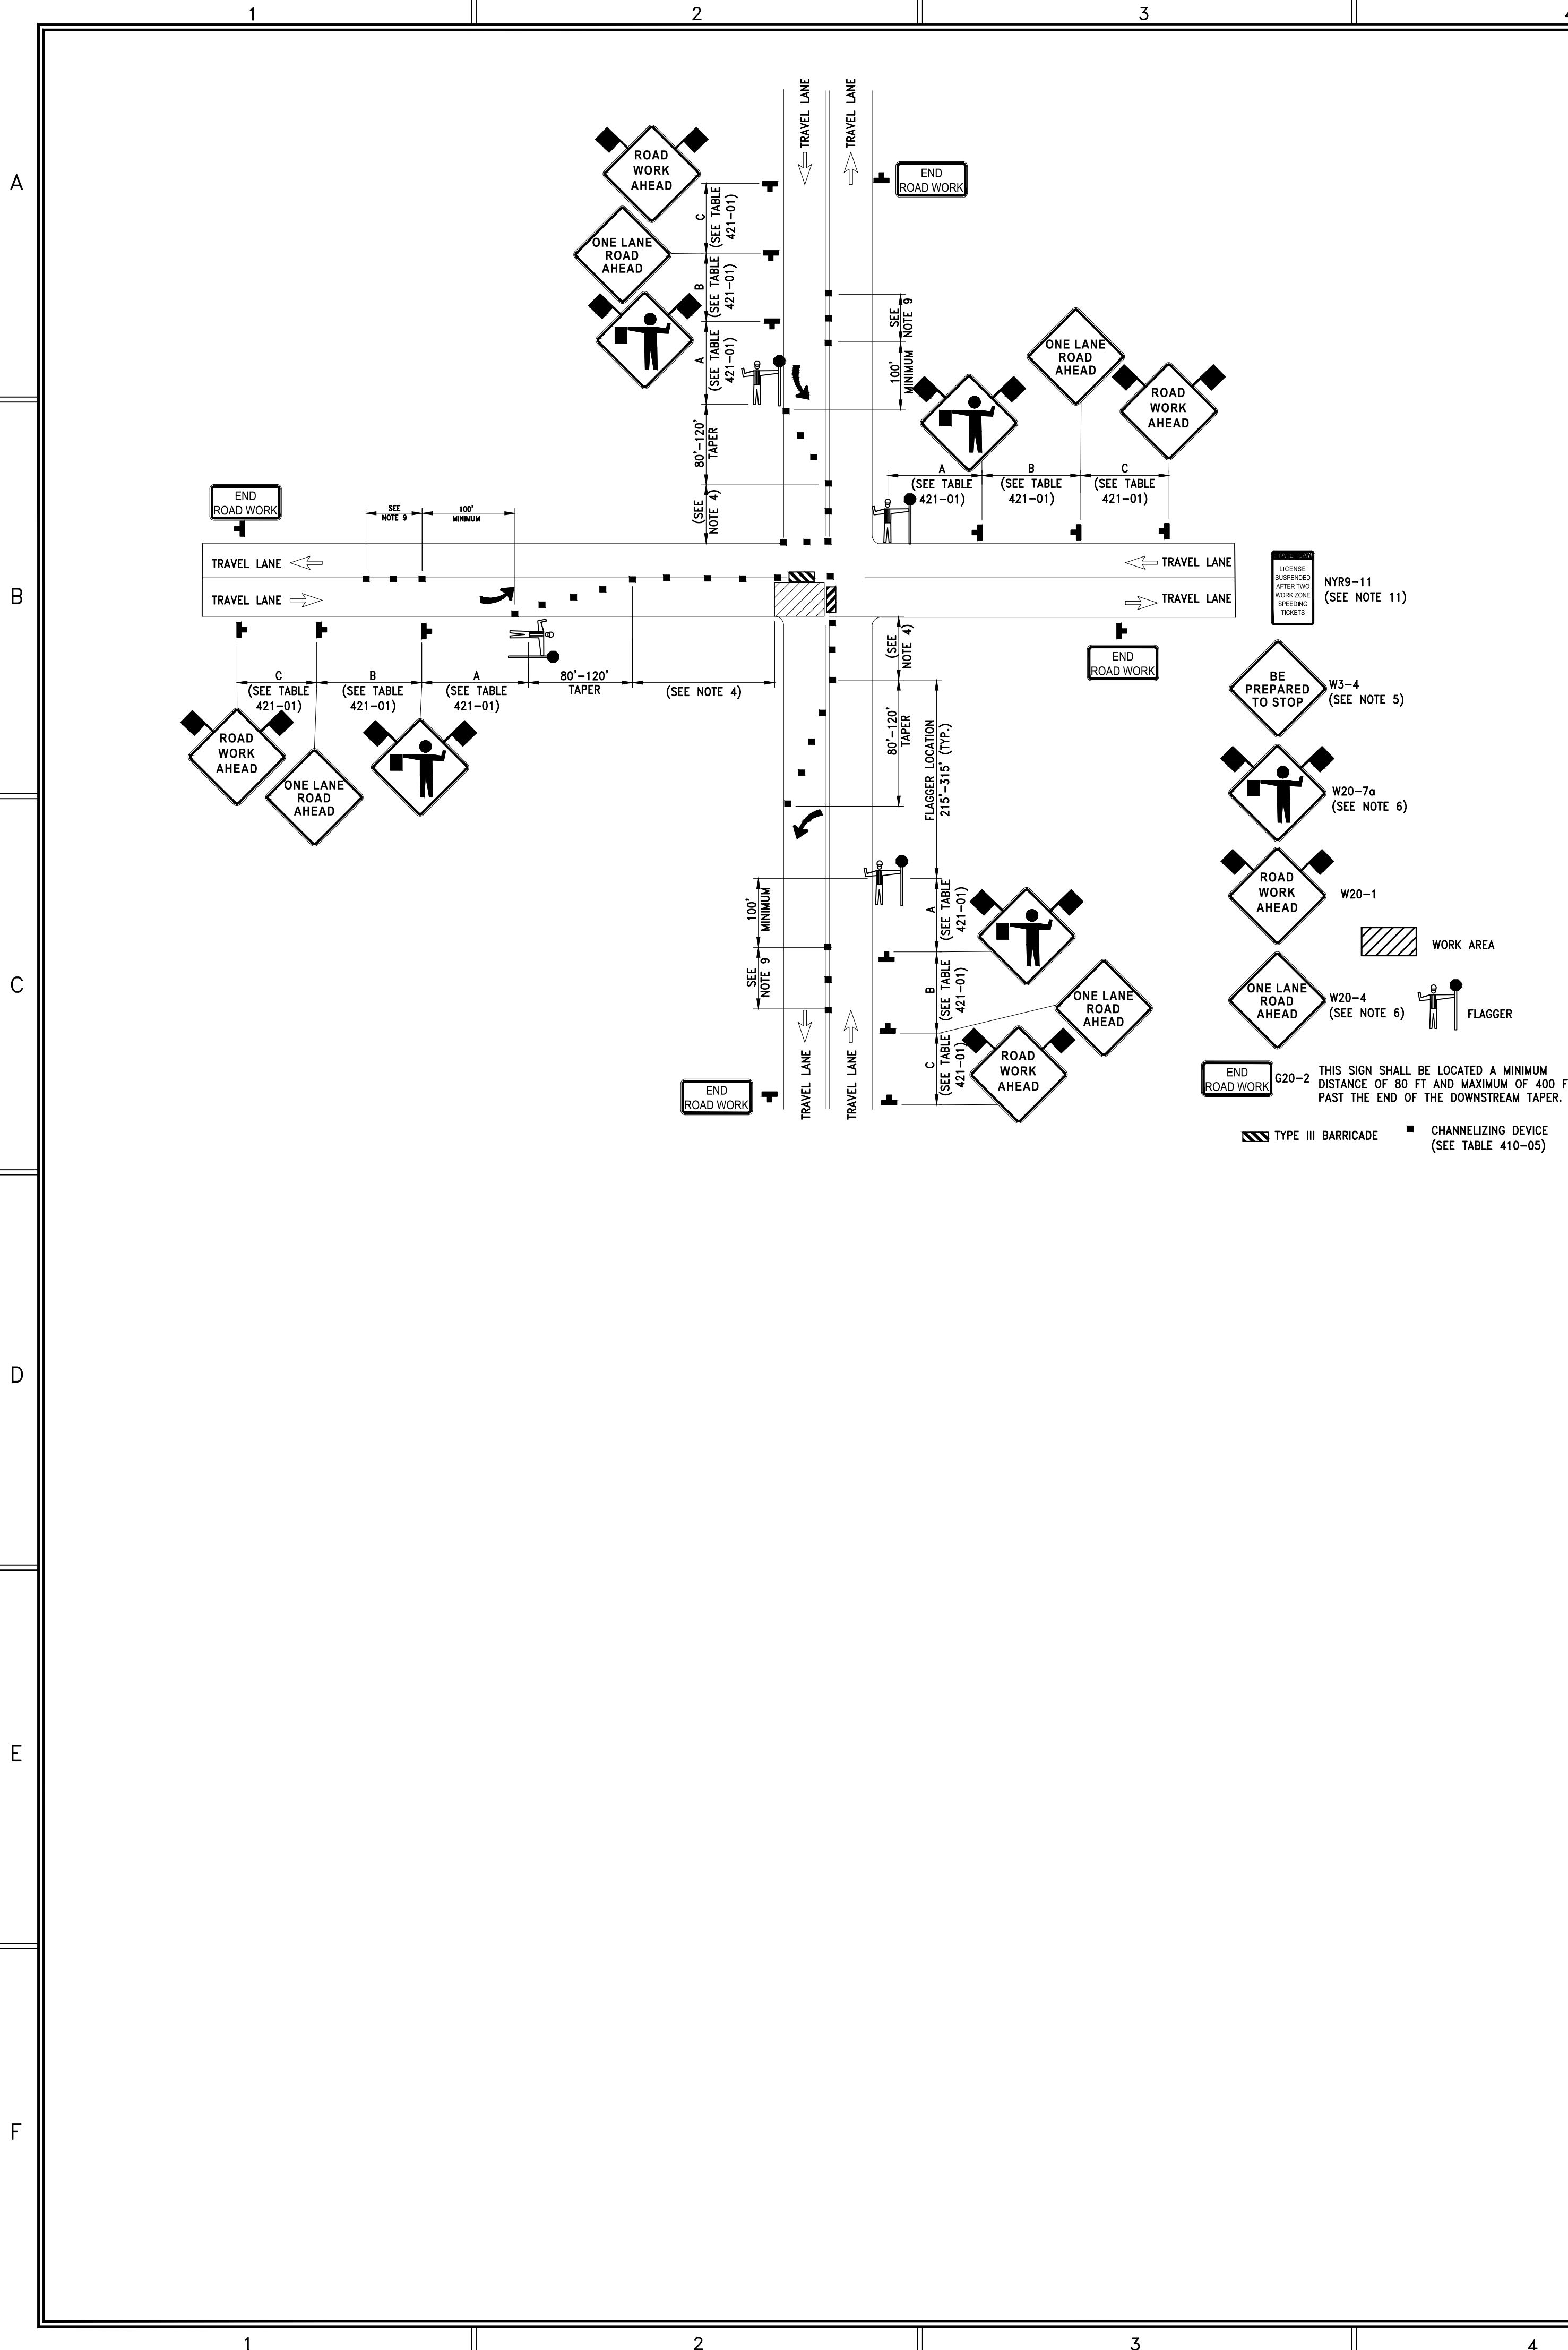 1
2
3
A
B
C
D
E
F
TRAVEL LANE
TRAVEL LANE
ROAD
WORK
AHEAD
C
(SEE TABLE
421-01)
END
ROAD WORK
ONE LANE
ROAD
AHEAD
B
(SEE TABLE
421-01)
A
(SEE TABLE
421-01)
SEE
NOTE 9
100'
MINIMUM
80'-120'
TAPER
(SEE
NOTE 4)
ONE LANE
ROAD
AHEAD
ROAD
WORK
AHEAD
A
(SEE TABLE
421-01)
B
(SEE TABLE
421-01)
C
(SEE TABLE
421-01)
END
ROAD WORK
SEE
NOTE 9
100'
MINIMUM
TRAVEL LANE
TRAVEL LANE
TRAVEL LANE
TRAVEL LANE
C
(SEE TABLE
421-01)
B
(SEE TABLE
421-01)
A
(SEE TABLE
421-01)
80'-120'
TAPER
(SEE NOTE 4)
ROAD
WORK
AHEAD
ONE LANE
ROAD
AHEAD
(SEE
NOTE 4)
80'-120'
TAPER
FLAGGER LOCATION
215'-315' (TYP.)
END
ROAD WORK
100'
MINIMUM
SEE
NOTE 9
A
(SEE TABLE
421-01)
B
(SEE TABLE
421-01)
C
(SEE TABLE
421-01)
ONE LANE
ROAD
AHEAD
ROAD
WORK
AHEAD
END
ROAD WORK
TRAVEL LANE
TRAVEL LANE
LICENSE
SUSPENDED
AFTER TWO
WORK ZONE
SPEEDING
TICKETS
NYR9-11
(SEE NOTE 11)
BE
PREPARED
TO STOP
W3-4
(SEE NOTE 5)
W20-7a
(SEE NOTE 6)
ROAD
WORK
AHEAD
W20-1
WORK AREA
ONE LANE
ROAD
AHEAD
W20-4
(SEE NOTE 6)
FLAGGER
END
ROAD WORK
G20-2
THIS SIGN SHALL BE LOCATED A MINIMUM
DISTANCE OF 80 FT AND MAXIMUM OF 400
PAST THE END OF THE DOWNSTREAM TAPER.
TYPE III BARRICADE
CHANNELIZING DEVICE
(SEE TABLE 410-05)
1
2
3
4